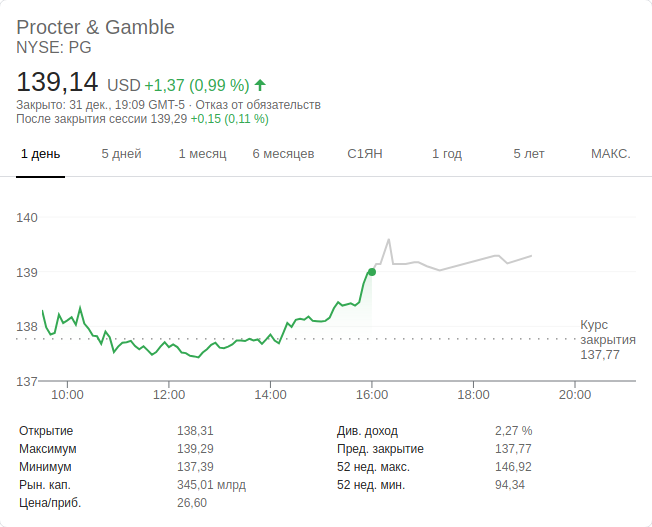 Procter & Gamble
NYSE: PG
139,14 USD +1,37 (0,99 %)
Закрыто: 31 дек., 19:09 GMT-5 · Отказ от обязательств
После закрытия сессии 139,29 +0,15 (0,11 %)
1 день 5 дней 1 месяц 6 месяцев С1ЯН 1 год 5 лет МАКС.
140
139
138
137
Курс
закрытия
137,77
10:00 12:00 14:00 16:00 18:00 20:00
Открытие 138,31 Див. доход 2,27 %
Максимум 139,29 Пред. закрытие 137,77
Минимум 137,39 52 нед. макс. 146,92
Рын. кап. 345,01 млрд 52 нед. мин. 94,34
Цена/приб. 26,60